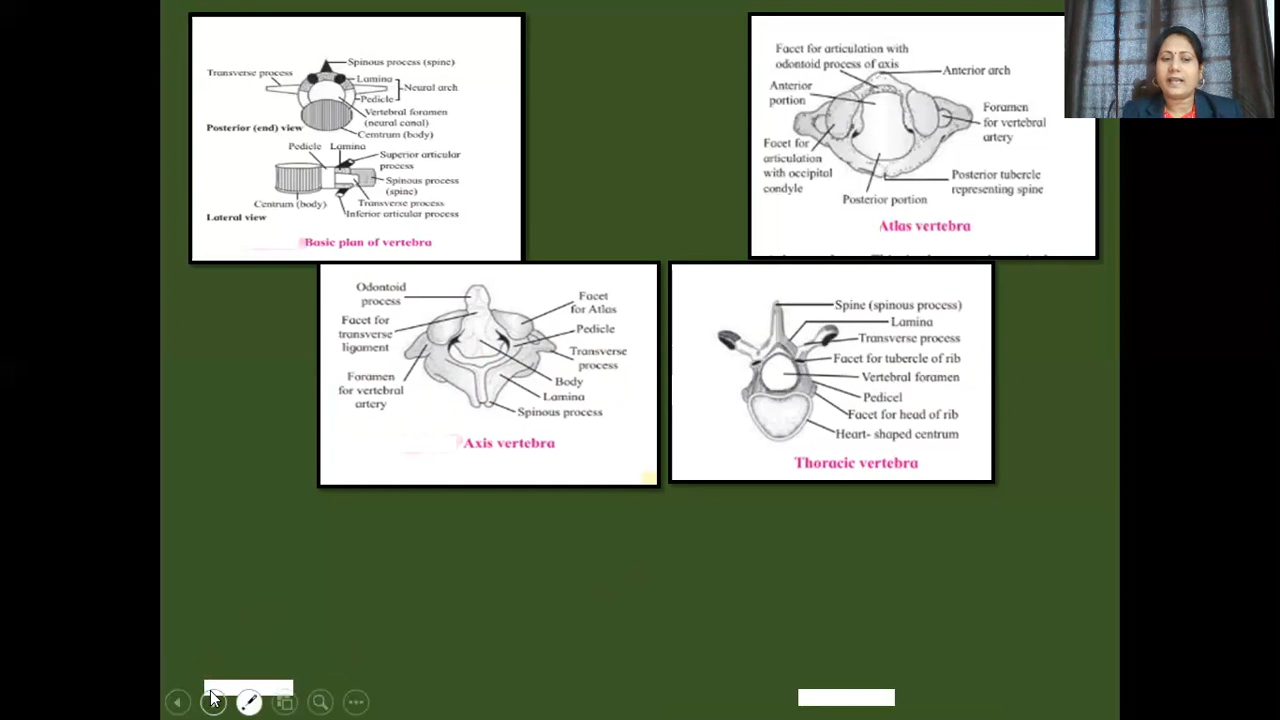 Spinous process (spine)
Transverse process
Lamina
Neural arch
Pedicle
Vertebral foramen
(neural canal)
Posterior (end) view
Cemtrum (body)
Pedicle Lamina
Superior articular
process
Spinous process
(spine)
Transverse process
Centrum (body)
Inferior articular process
Lateral view
Basic plan of vertebra
Facet for articulation with
odontoid process of axis
Anterior arch
Anterior
portion
Foramen
for vertebral
artery
Facet for
articulation
with occipital
condyle
Posterior tubercle
representing spine
Posterior portion
Atlas vertebra
Odontoid
process
Facet
for Atlas
Facet for
transverse
ligament
Pedicle
Transverse
process
Foramen
for vertebral
artery
Body
Lamina
Spinous process
Axis vertebra
Spine (spinous process)
Lamina
Transverse process
Facet for tubercle of rib
Vertebral foramen
Pedicel
Facet for head of rib
Heart- shaped centrum
Thoracic vertebra